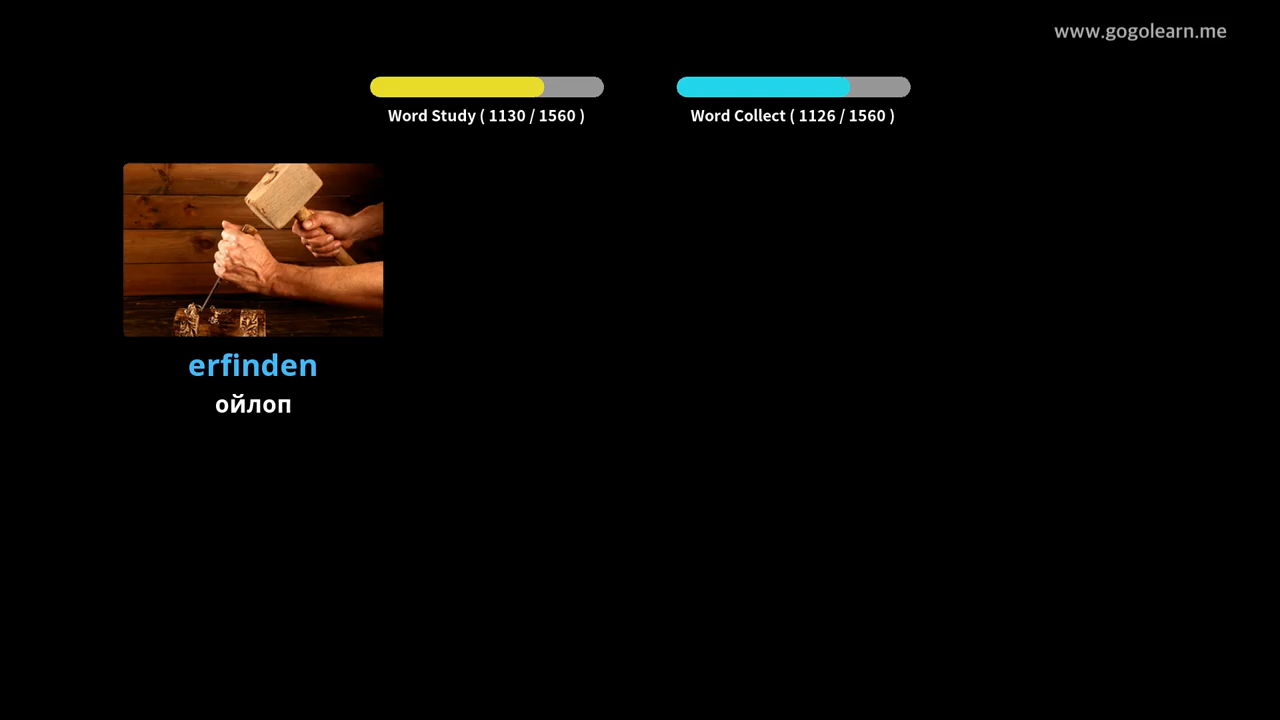 www.gogolearn.me
Word Study ( 1130 / 1560 )
Word Collect ( 1126 / 1560 )
erfinden
ойлоп